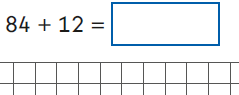 84 + 12 =